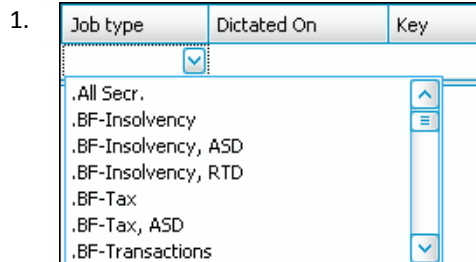 1.
Job type Dictated On Key
.All Secr.
.BF-Insolvency
.BF-Insolvency, ASD
.BF-Insolvency, RTD
.BF-Tax
.BF-Tax, ASD
.BF-Transactions